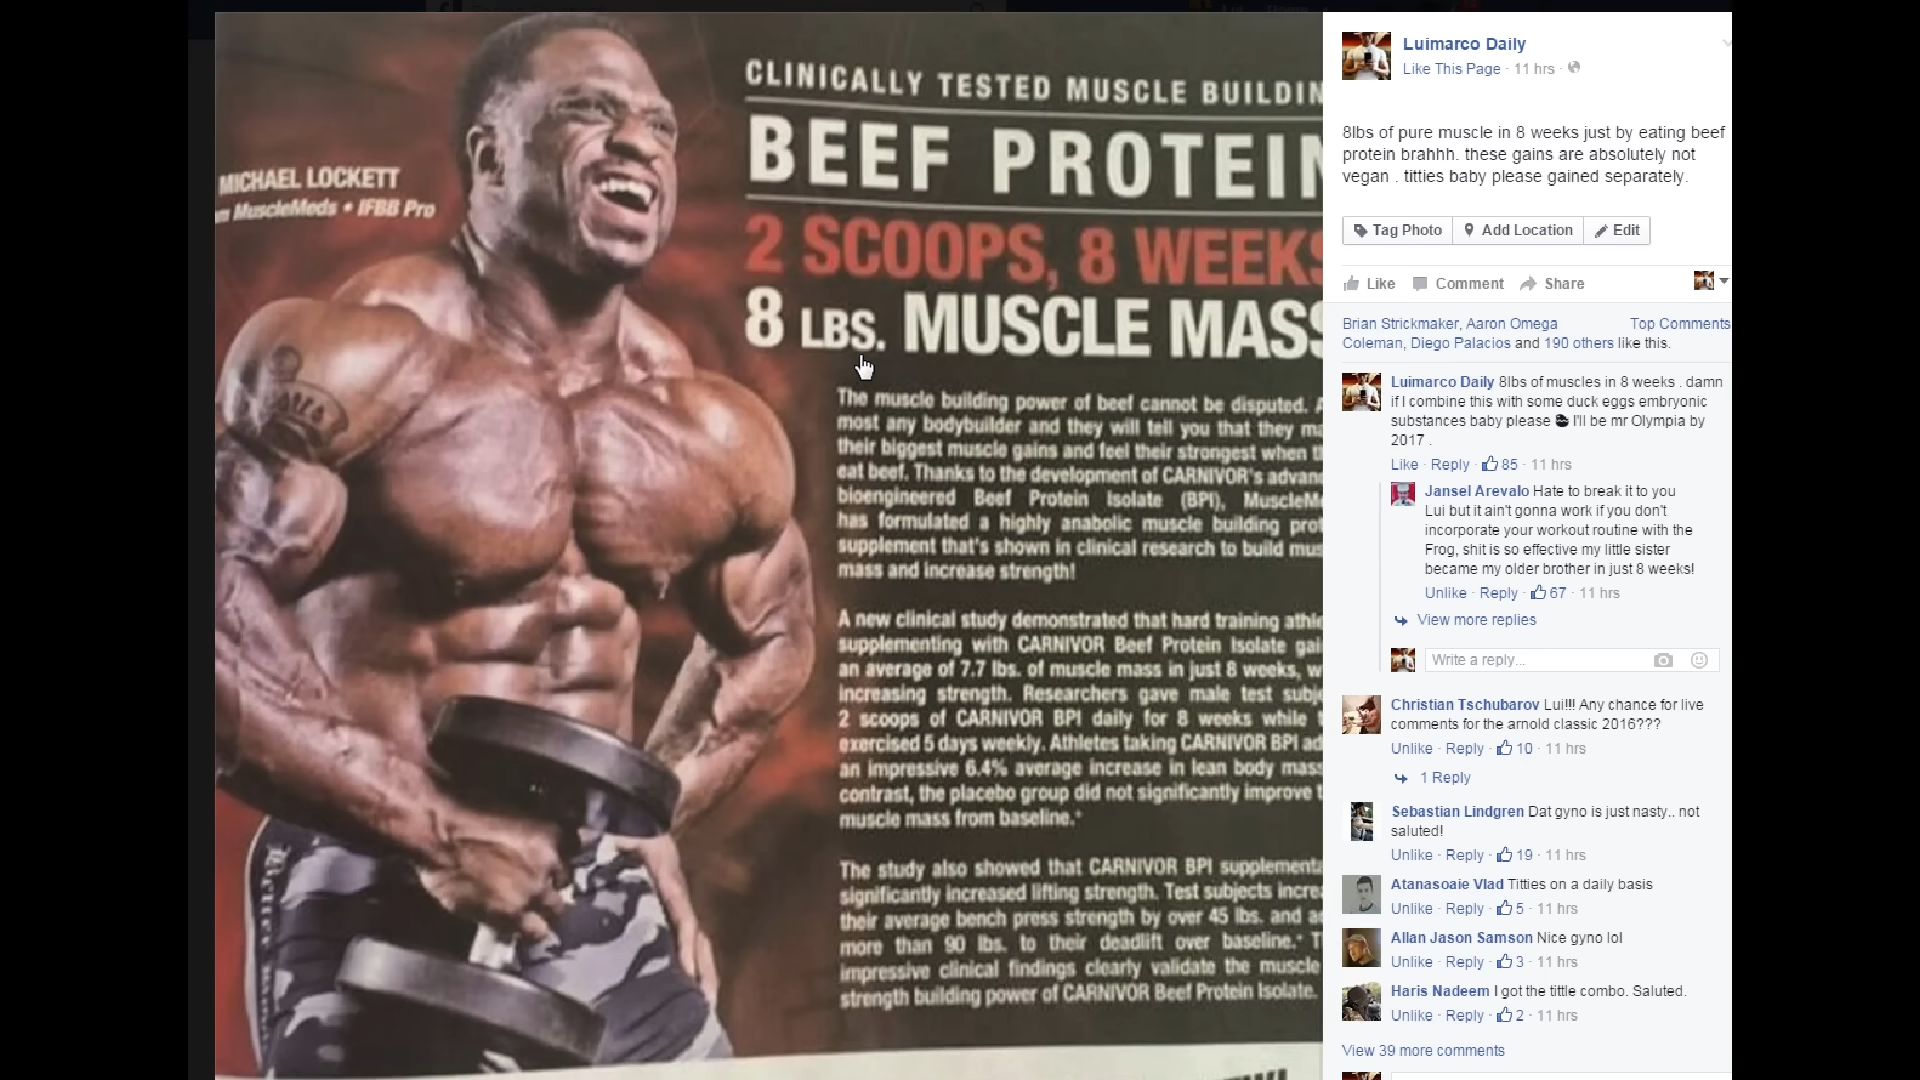 MICHAEL LOCKETT
MuscleMeds • IFBB Pro
CLINICALLY TESTED MUSCLE BUILDIN
BEEF PROTEIN
2 SCOOPS, 8 WEEKS
8 LBS. MUSCLE MASS
The muscle building power of beef cannot be disputed. A
most any bodybuilder and they will tell you that they ma
their biggest muscle gains and feel their strongest when t
eat beef. Thanks to the development of CARNIVOR's advan
bioengineered Beef Protein Isolate (BPI), MuscleMe
has formulated a highly anabolic muscle building prot
supplement that's shown in clinical research to build mus
mass and increase strength!
A new clinical study demonstrated that hard training athle
supplementing with CARNIVOR Beef Protein Isolate gai
an average of 7.7 lbs. of muscle mass in just 8 weeks, w
increasing strength. Researchers gave male test subje
2 scoops of CARNIVOR BPI daily for 8 weeks while t
exercised 5 days weekly. Athletes taking CARNIVOR BPI ad
an impressive 6.4% average increase in lean body mass
contrast, the placebo group did not significantly improve t
muscle mass from baseline.*
The study also showed that CARNIVOR BPI supplementa
significantly increased lifting strength. Test subjects increa
their average bench press strength by over 45 lbs. and a
more than 90 lbs. to their deadlift over baseline.* T
impressive clinical findings clearly validate the muscle
strength building power of CARNIVOR Beef Protein Isolate.
Luimarco Daily
Like This Page · 11 hrs ·
8lbs of pure muscle in 8 weeks just by eating beef
protein brahhh. these gains are absolutely not
vegan . titties baby please gained separately.
Tag Photo Add Location Edit
Like Comment Share
Brian Strickmaker, Aaron Omega Top Comments
Coleman, Diego Palacios and 190 others like this.
Luimarco Daily 8lbs of muscles in 8 weeks . damn
if I combine this with some duck eggs embryonic
substances baby please I'll be mr Olympia by
2017 .
Like · Reply · 85 · 11 hrs
Jansel Arevalo Hate to break it to you
Lui but it ain't gonna work if you don't
incorporate your workout routine with the
Frog, shit is so effective my little sister
became my older brother in just 8 weeks!
Unlike · Reply · 67 · 11 hrs
View more replies
Write a reply...
Christian Tschubarov Lui!!! Any chance for live
comments for the arnold classic 2016???
Unlike · Reply · 10 · 11 hrs
1 Reply
Sebastian Lindgren Dat gyno is just nasty.. not
saluted!
Unlike · Reply · 19 · 11 hrs
Atanasoaie Vlad Titties on a daily basis
Unlike · Reply · 5 · 11 hrs
Allan Jason Samson Nice gyno lol
Unlike · Reply · 3 · 11 hrs
Haris Nadeem I got the tittle combo. Saluted.
Unlike · Reply · 2 · 11 hrs
View 39 more comments